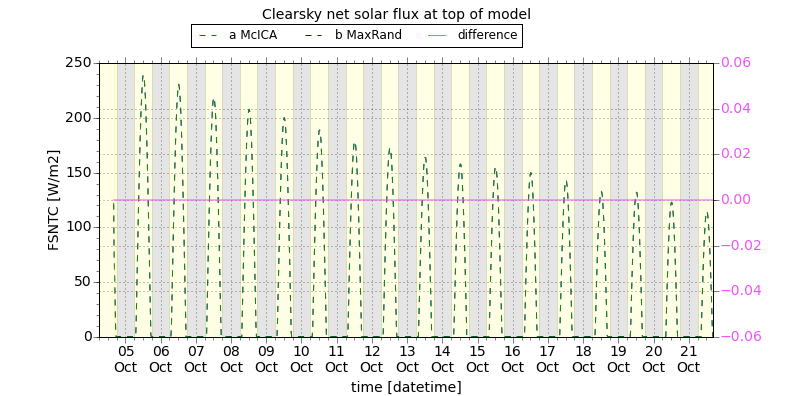 Clearsky net solar flux at top of model
a McICA b MaxRand difference
250 0.06
200 0.04
150 0.02
100 0.00
50 −0.02
0 −0.04
−0.06
FSNTC [W/m2]
05 06 07 08 09 10 11 12 13 14 15 16 17 18 19 20 21
Oct Oct Oct Oct Oct Oct Oct Oct Oct Oct Oct Oct Oct Oct Oct Oct Oct
time [datetime]